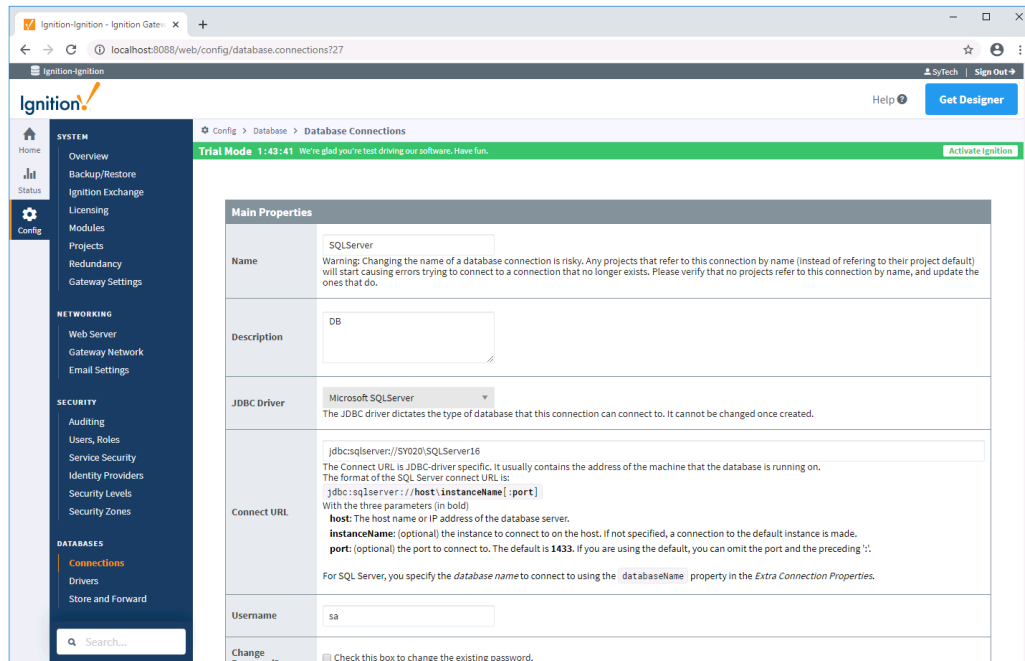 Ignition-Ignition - Ignition Gatew
localhost:8088/web/config/database.connections?27
Ignition-Ignition
SyTech | Sign Out
Ignition!
Help
Get Designer
Home
Status
Config
SYSTEM
Overview
Backup/Restore
Ignition Exchange
Licensing
Modules
Projects
Redundancy
Gateway Settings
NETWORKING
Web Server
Gateway Network
Email Settings
SECURITY
Auditing
Users, Roles
Service Security
Identity Providers
Security Levels
Security Zones
DATABASES
Connections
Drivers
Store and Forward
Search...
Config > Database > Database Connections
Trial Mode 1:43:41 We're glad you're test driving our software. Have fun.
Activate Ignition
Main Properties
Name
SQLServer
Warning: Changing the name of a database connection is risky. Any projects that refer to this connection by name (instead of refering to their project default)
will start causing errors trying to connect to a connection that no longer exists. Please verify that no projects refer to this connection by name, and update the
ones that do.
Description
DB
JDBC Driver
Microsoft SQLServer
The JDBC driver dictates the type of database that this connection can connect to. It cannot be changed once created.
Connect URL
jdbc:sqlserver://SY020\SQLServer16
The Connect URL is JDBC-driver specific. It usually contains the address of the machine that the database is running on.
The format of the SQL Server connect URL is:
jdbc:sqlserver://host\instanceName[:port]
With the three parameters (in bold)
host: The host name or IP address of the database server.
instanceName: (optional) the instance to connect to on the host. If not specified, a connection to the default instance is made.
port: (optional) the port to connect to. The default is 1433. If you are using the default, you can omit the port and the preceding ':'.
For SQL Server, you specify the database name to connect to using the databaseName property in the Extra Connection Properties.
Username
sa
Change
Check this box to change the existing password.